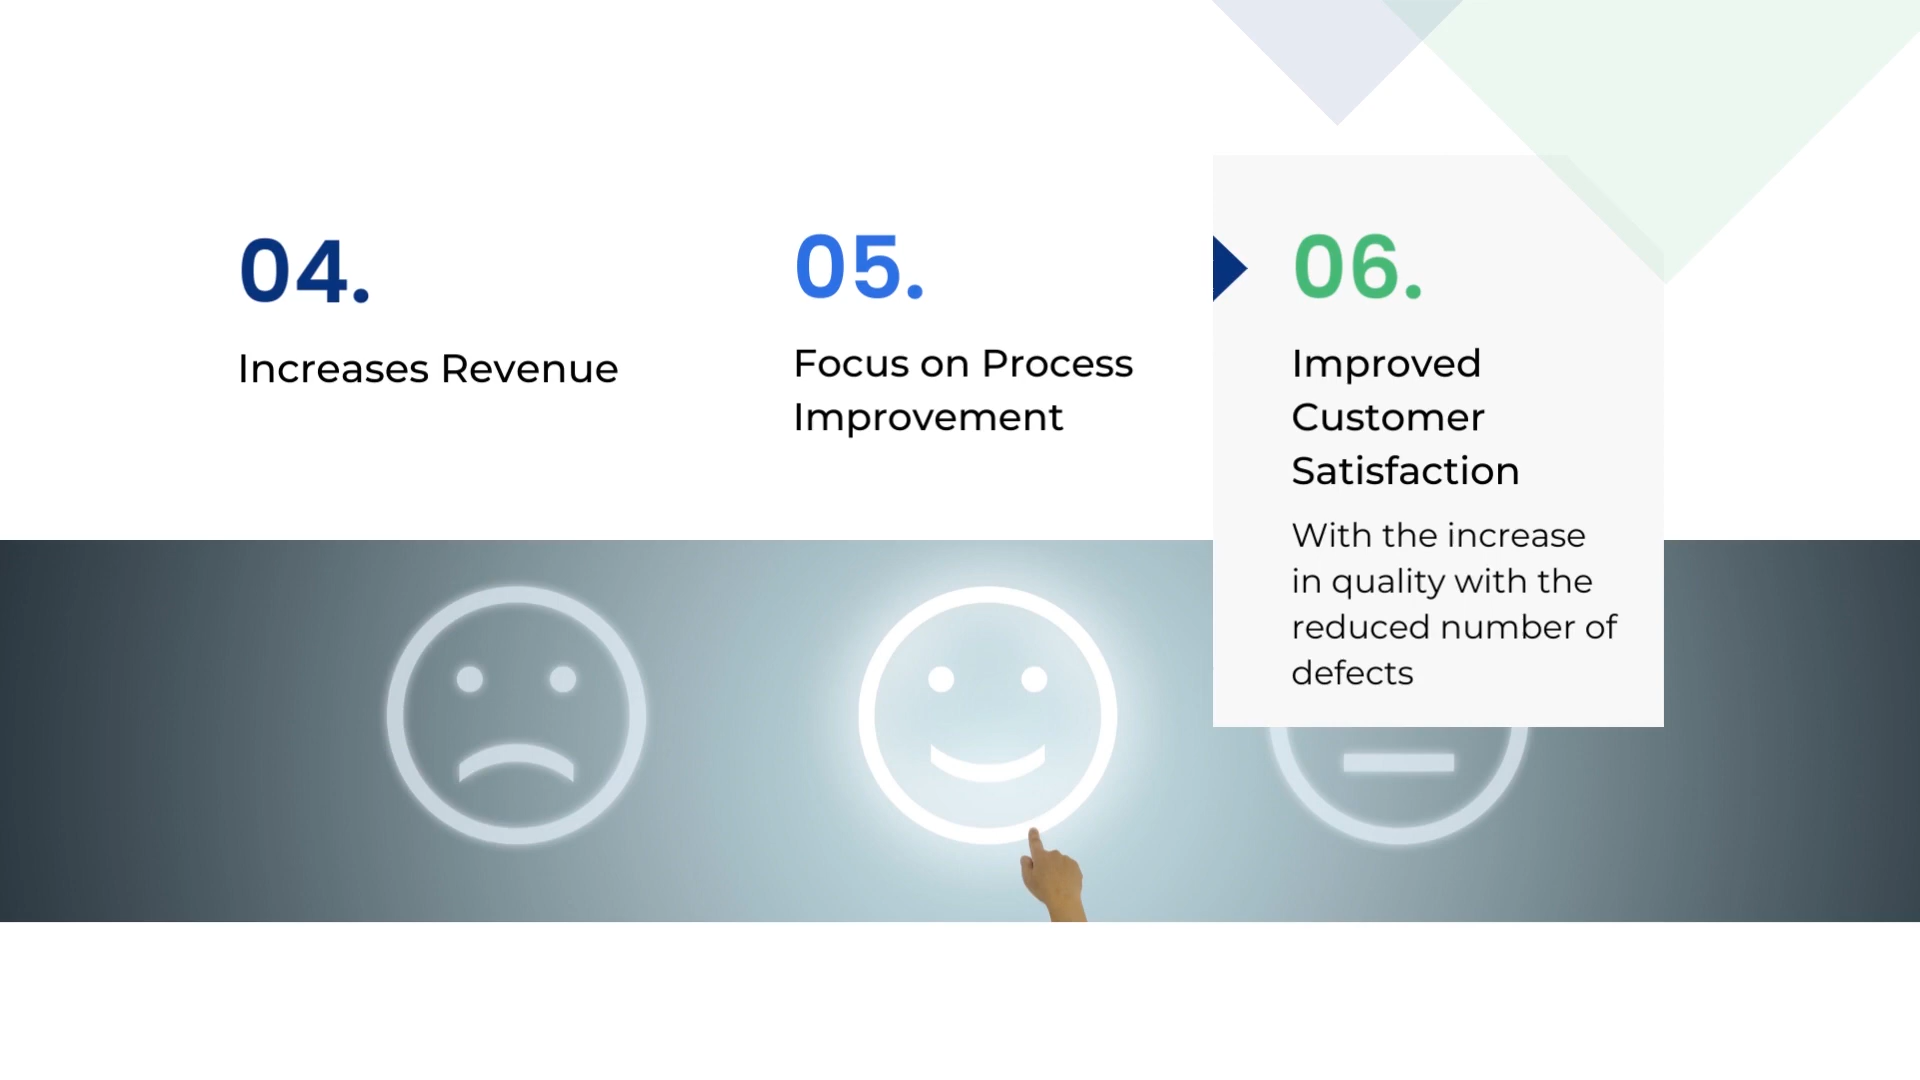 04.
Increases Revenue
05.
Focus on Process
Improvement
06.
Improved
Customer
Satisfaction
With the increase
in quality with the
reduced number of
defects